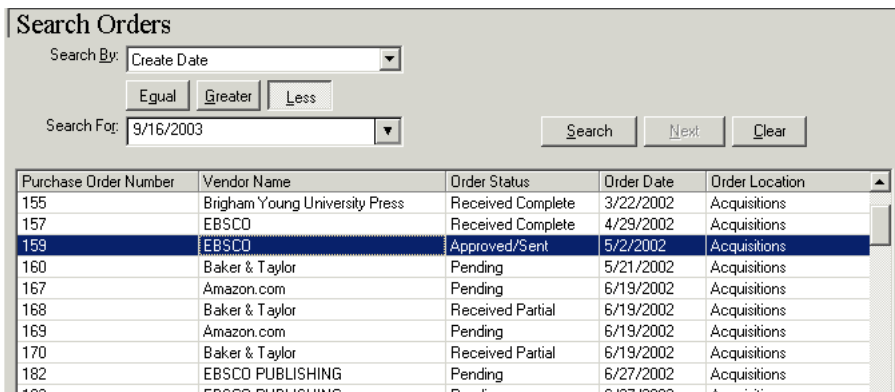 Search Orders
Search By: Create Date
Equal Greater Less
Search For: 9/16/2003 Search Next Clear
Purchase Order Number Vendor Name Order Status Order Date Order Location
155 Brigham Young University Press Received Complete 3/22/2002 Acquisitions
157 EBSCO Received Complete 4/29/2002 Acquisitions
159 EBSCO Approved/Sent 5/2/2002 Acquisitions
160 Baker & Taylor Pending 5/21/2002 Acquisitions
167 Amazon.com Pending 6/19/2002 Acquisitions
168 Baker & Taylor Received Partial 6/19/2002 Acquisitions
169 Amazon.com Pending 6/19/2002 Acquisitions
170 Baker & Taylor Received Partial 6/19/2002 Acquisitions
182 EBSCO PUBLISHING Pending 6/27/2002 Acquisitions